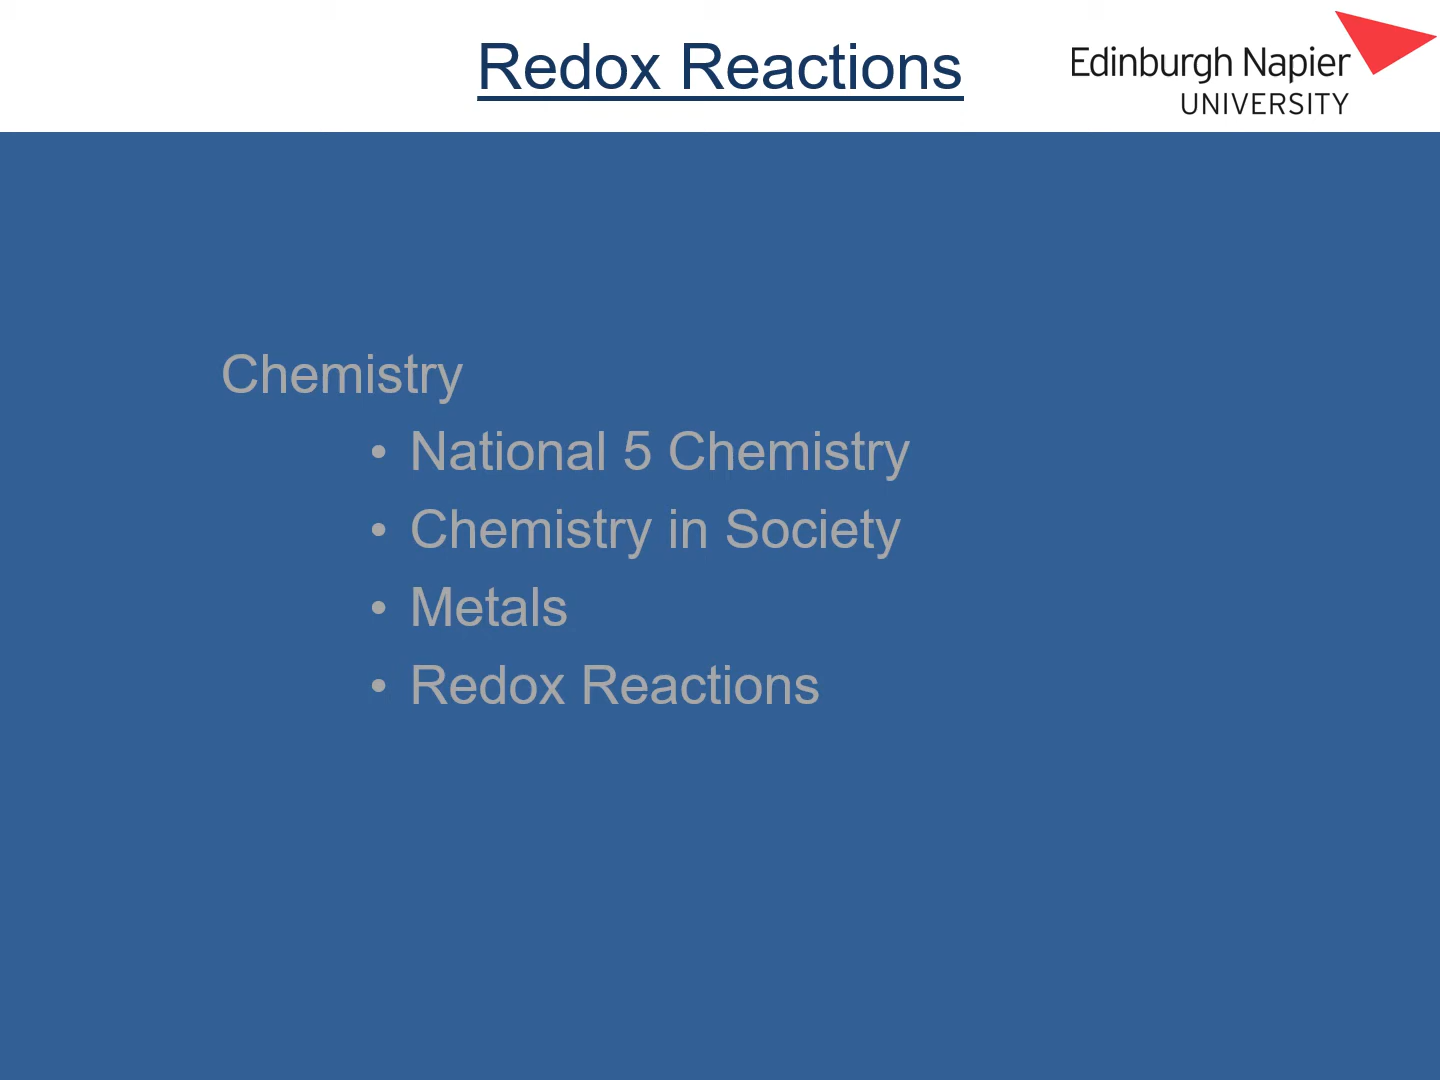 Redox Reactions
Edinburgh Napier
UNIVERSITY
Chemistry
• National 5 Chemistry
• Chemistry in Society
• Metals
• Redox Reactions